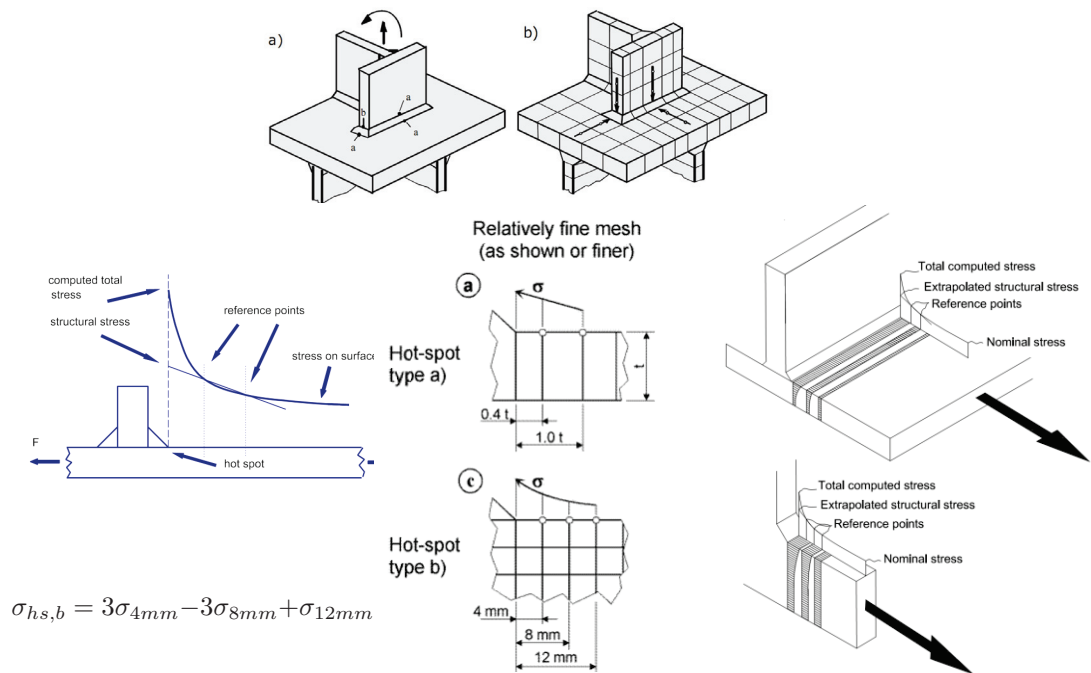 a)
b
a
a
a
b)
Relatively fine mesh
(as shown or finer)
computed total
stress
structural stress
reference points
stress on surface
F
hot spot
a
σ
Hot-spot
type a)
t
0.4 t
1.0 t
Total computed stress
Extrapolated structural stress
Reference points
Nominal stress
c
σ
Hot-spot
type b)
4 mm
8 mm
12 mm
Total computed stress
Extrapolated structural stress
Reference points
Nominal stress
σhs,b = 3σ4mm−3σ8mm+σ12mm